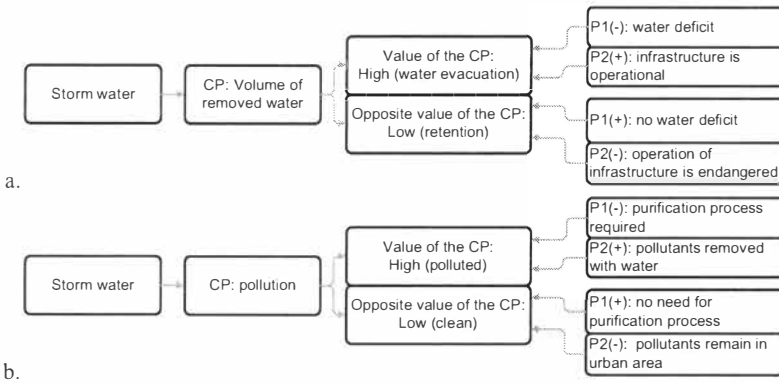 Storm water
CP: Volume of
removed water
Value of the CP:
High (water evacuation)
Opposite value of the CP:
Low (retention)
P1(-): water deficit
P2(+): infrastructure is
operational
P1(+): no water deficit
P2(-): operation of
infrastructure is endangered
a.
Storm water
CP: pollution
Value of the CP:
High (polluted)
Opposite value of the CP:
Low (clean)
P1(-): purification process
required
P2(+): pollutants removed
with water
P1(+): no need for
purification process
P2(-): pollutants remain in
urban area
b.